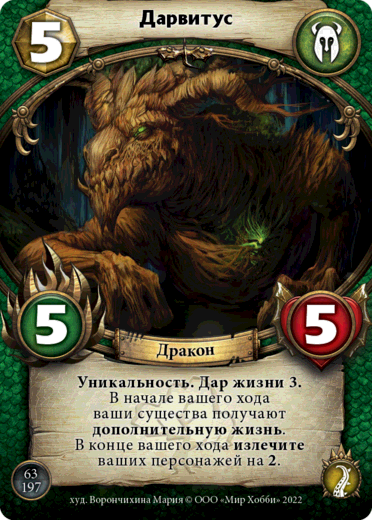 Дарвитус
5
5
5
Дракон
Уникальность. Дар жизни 3.
В начале вашего хода
ваши существа получают
дополнительную жизнь.
В конце вашего хода излечите
ваших персонажей на 2.
63
197
худ. Ворончихина Мария © ООО «Мир Хобби» 2022